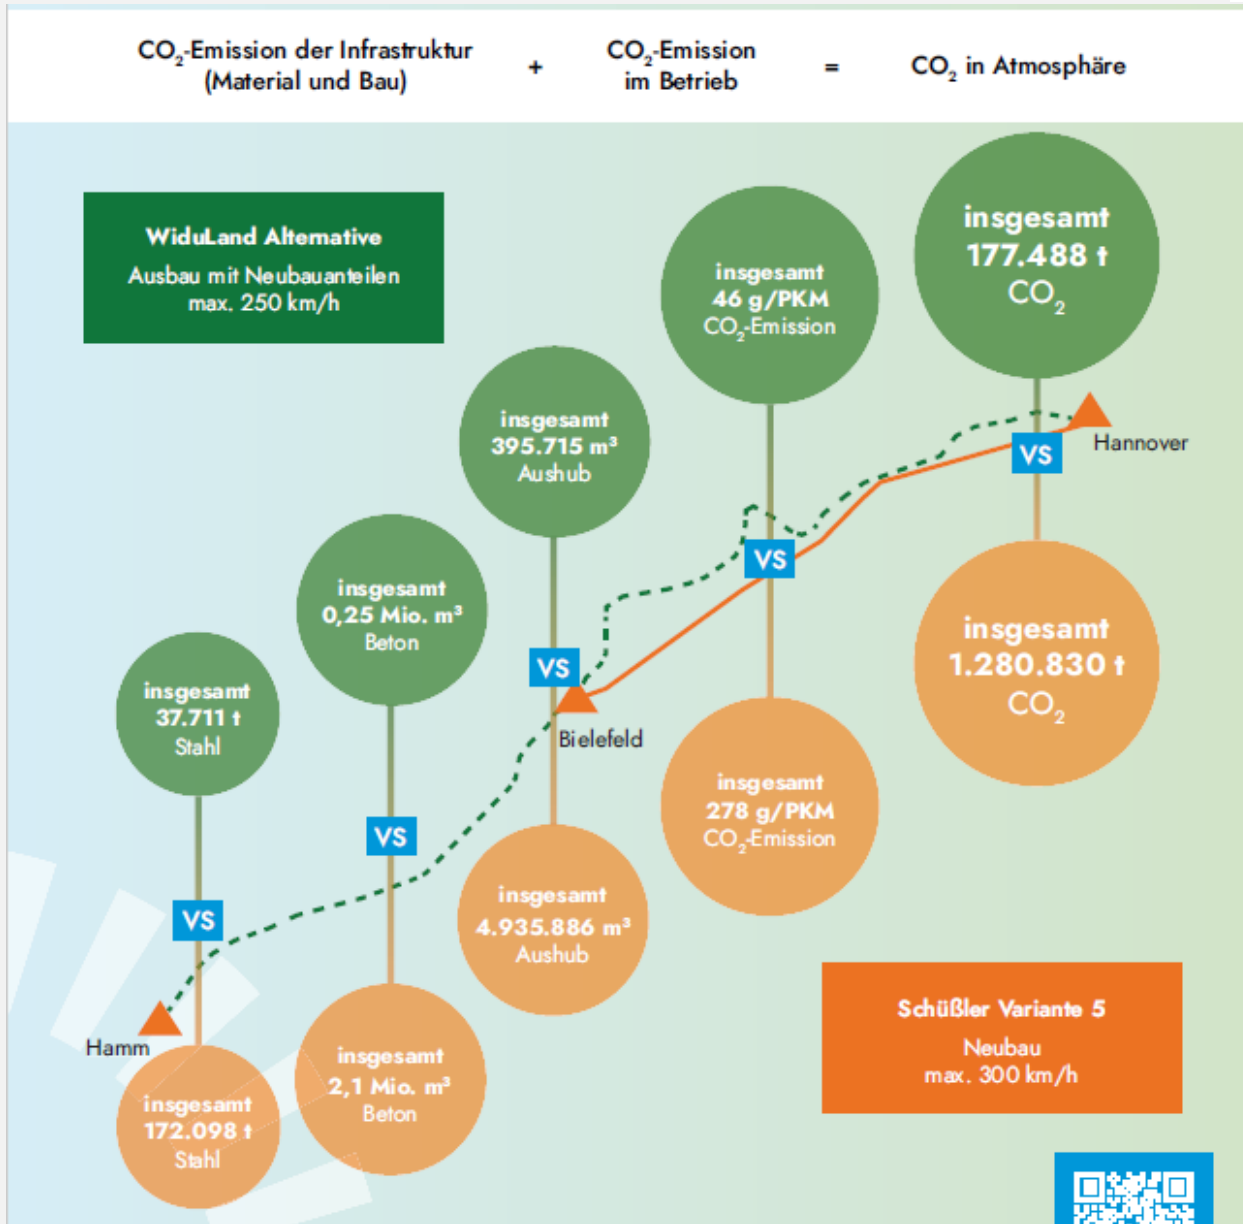 CO₂-Emission der Infrastruktur
(Material und Bau)
+
CO₂-Emission
im Betrieb
=
CO₂ in Atmosphäre
WiduLand Alternative
Ausbau mit Neubauanteilen
max. 250 km/h
insgesamt
177.488 t
CO₂
insgesamt
46 g/PKM
CO₂-Emission
insgesamt
395.715 m³
Aushub
Hannover
VS
insgesamt
0,25 Mio. m³
Beton
VS
insgesamt
37.711 t
Stahl
VS
Bielefeld
insgesamt
1.280.830 t
CO₂
insgesamt
278 g/PKM
CO₂-Emission
VS
VS
insgesamt
4.935.886 m³
Aushub
Hamm
insgesamt
2,1 Mio. m³
Beton
insgesamt
172.098 t
Stahl
Schüßler Variante 5
Neubau
max. 300 km/h